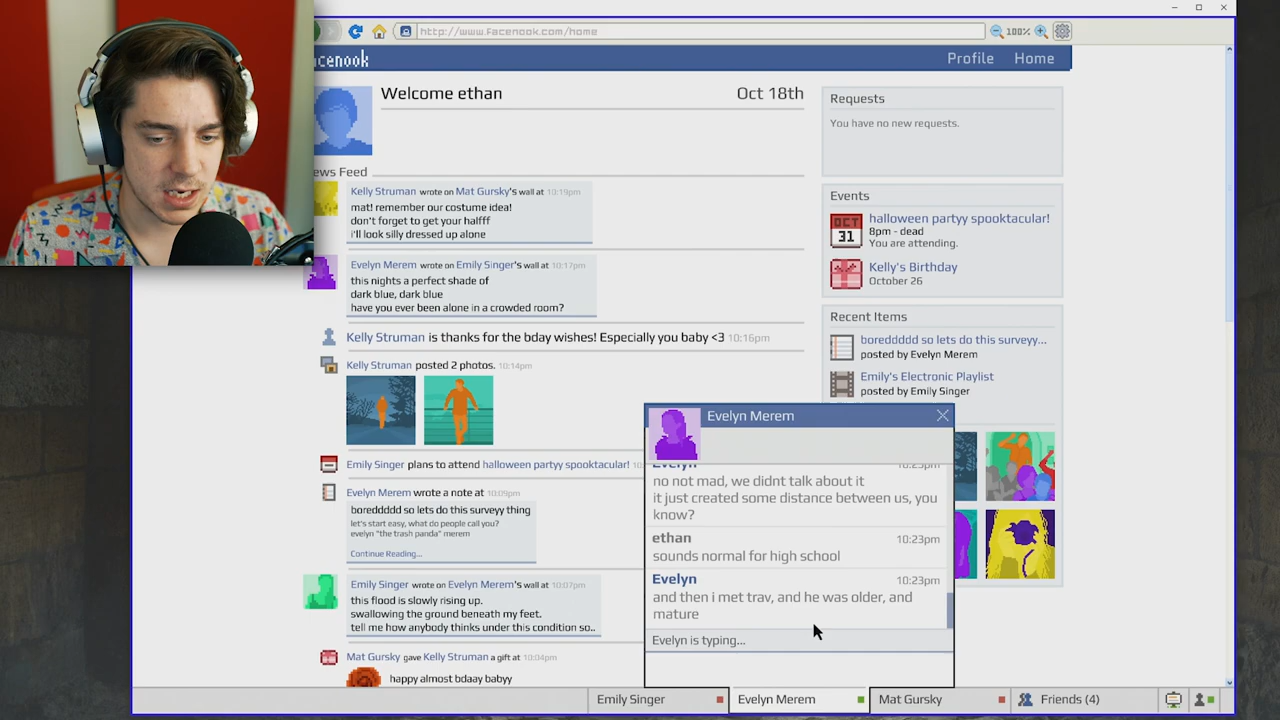 http://www.Facenook.com/home
100%
cenook
Profile
Home
Welcome ethan
Oct 18th
ews Feed
Kelly Struman wrote on Mat Gursky's wall at 10:19pm
mat! remember our costume idea!
don't forget to get your halfff
i'll look silly dressed up alone
Evelyn Merem wrote on Emily Singer's wall at 10:17pm
this nights a perfect shade of
dark blue, dark blue
have you ever been alone in a crowded room?
Kelly Struman is thanks for the bday wishes! Especially you baby <3 10:16pm
Kelly Struman posted 2 photos. 10:14pm
Emily Singer plans to attend halloween partyy spooktacular! 10
Evelyn Merem wrote a note at 10:09pm
boreddddd so lets do this surveyy thing
let's start easy, what do people call you?
evelyn "the trash panda" merem
Continue Reading...
Emily Singer wrote on Evelyn Merem's wall at 10:07pm
this flood is slowly rising up.
swallowing the ground beneath my feet.
tell me how anybody thinks under this condition so..
Mat Gursky gave Kelly Struman a gift at 10:04pm
happy almost bdaay babyy
Requests
You have no new requests.
Events
OCT
31
halloween partyy spooktacular!
8pm - dead
You are attending.
Kelly's Birthday
October 26
Recent Items
boreddddd so lets do this surveyy...
posted by Evelyn Merem
Emily's Electronic Playlist
posted by Emily Singer
Evelyn Merem
Evelyn 10:23pm
no not mad, we didnt talk about it
it just created some distance between us, you
know?
ethan 10:23pm
sounds normal for high school
Evelyn 10:23pm
and then i met trav, and he was older, and
mature
Evelyn is typing...
Emily Singer
Evelyn Merem
Mat Gursky
Friends (4)